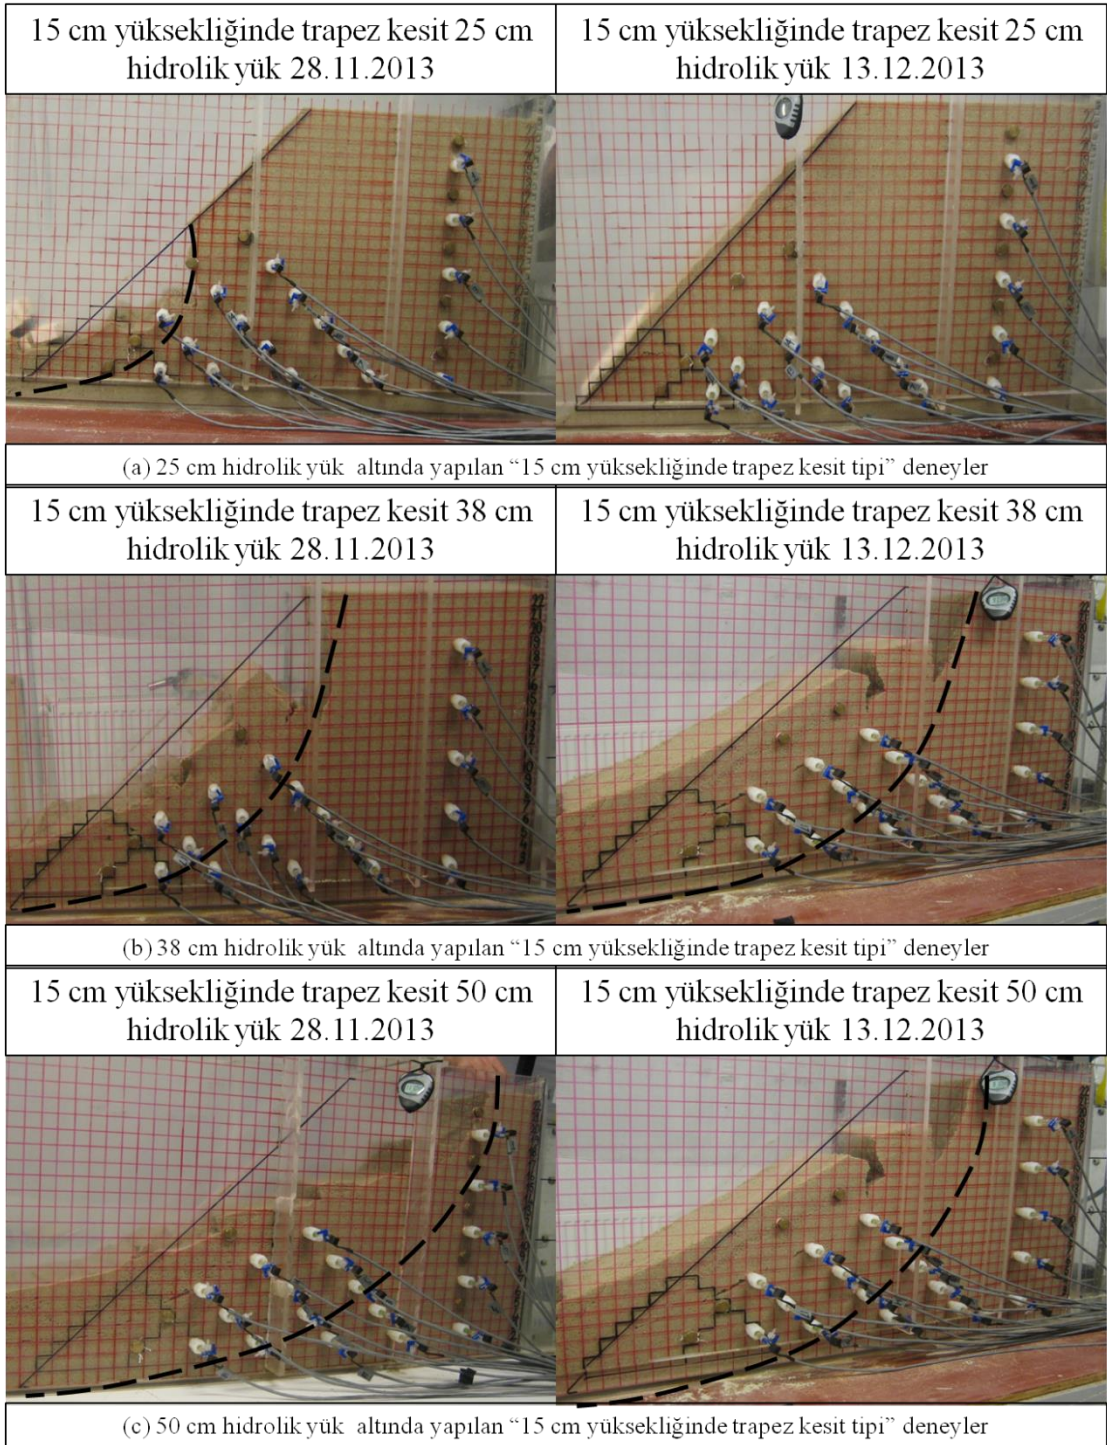 15 cm yüksekliğinde trapez kesit 25 cm
hidrolik yük 28.11.2013
15 cm yüksekliğinde trapez kesit 25 cm
hidrolik yük 13.12.2013
(a) 25 cm hidrolik yük altında yapılan “15 cm yüksekliğinde trapez kesit tipi” deneyler
15 cm yüksekliğinde trapez kesit 38 cm
hidrolik yük 28.11.2013
15 cm yüksekliğinde trapez kesit 38 cm
hidrolik yük 13.12.2013
(b) 38 cm hidrolik yük altında yapılan “15 cm yüksekliğinde trapez kesit tipi” deneyler
15 cm yüksekliğinde trapez kesit 50 cm
hidrolik yük 28.11.2013
15 cm yüksekliğinde trapez kesit 50 cm
hidrolik yük 13.12.2013
(c) 50 cm hidrolik yük altında yapılan “15 cm yüksekliğinde trapez kesit tipi” deneyler